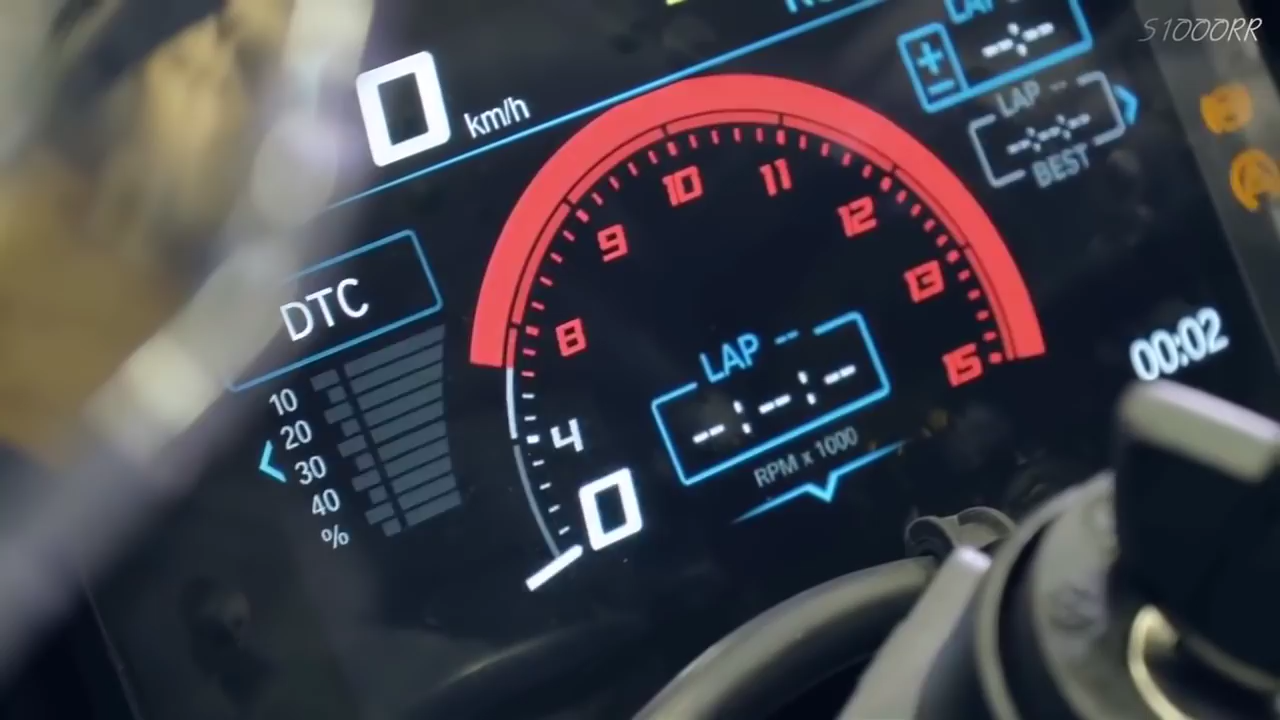 S1000RR
0 km/h
LAP
--:--
LAP --
--:--:--
BEST
DTC
10
20
30
40
%
0
4
8
9
10
11
12
13
15
LAP --
--:--:--
RPM x 1000
00:02